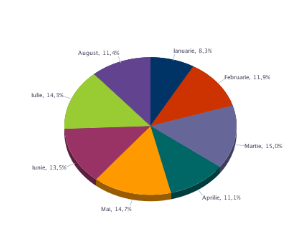 August, 11,4%
Ianuarie, 8,3%
Februarie, 11,9%
Iulie, 14,3%
Martie, 15,0%
Iunie, 13,5%
Aprilie, 11,1%
Mai, 14,7%